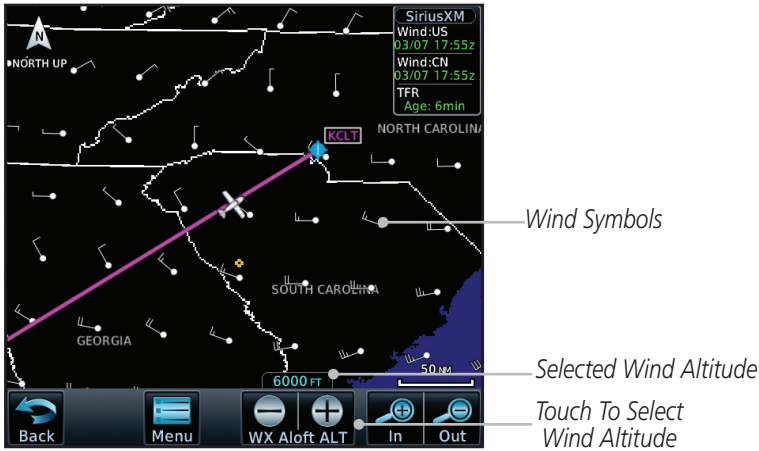 SiriusXM
Wind:US
03/07 17:55z
Wind:CN
03/07 17:55z
TFR
Age: 6min
N
NORTH UP
KCLT
NORTH CAROLIN
Wind Symbols
SOUTH CAROLINA
GEORGIA
6000 FT
50 NM
Selected Wind Altitude
Back
Menu
WX Aloft ALT
In
Out
Touch To Select
Wind Altitude